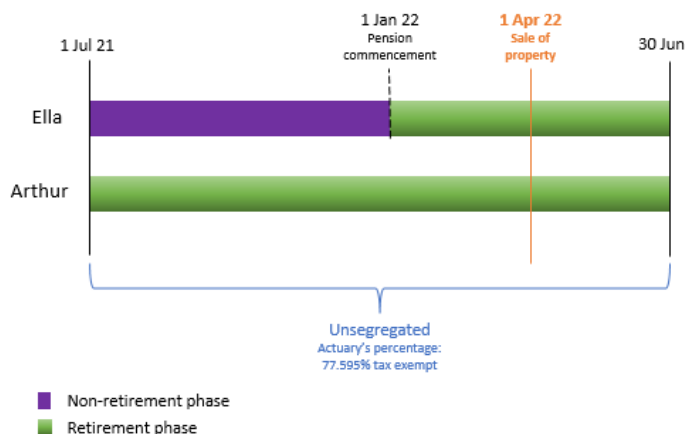 1 Jul 21
1 Jan 22
Pension
commencement
1 Apr 22
Sale of
property
30 Jun
Ella
Arthur
Unsegregated
Actuary's percentage:
77.595% tax exempt
Non-retirement phase
Retirement phase